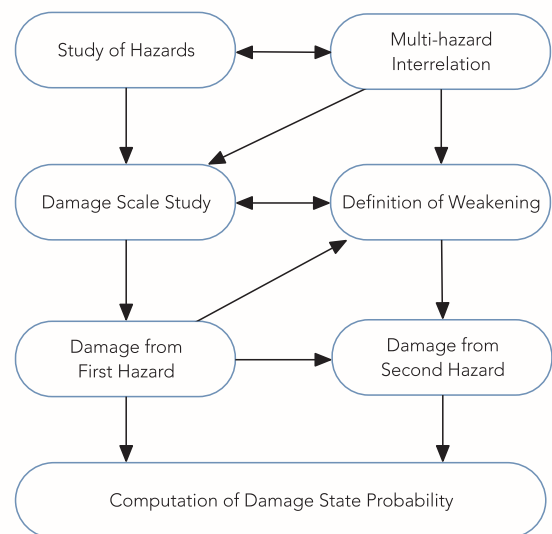 Study of Hazards
Multi-hazard
Interrelation
Damage Scale Study
Definition of Weakening
Damage from
First Hazard
Damage from
Second Hazard
Computation of Damage State Probability